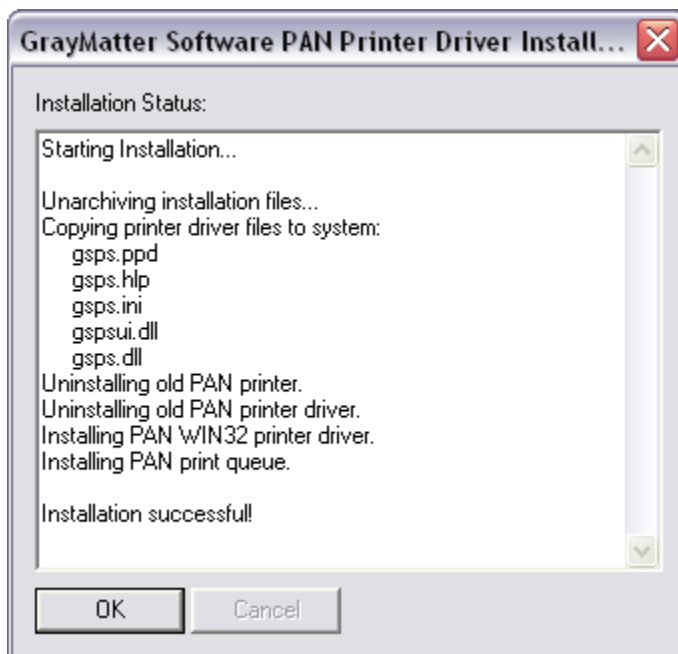 GrayMatter Software PAN Printer Driver Install...
Installation Status:
Starting Installation...
Unarchiving installation files...
Copying printer driver files to system:
gsps.ppd
gsps.hlp
gsps.ini
gspsui.dll
gsps.dll
Uninstalling old PAN printer.
Uninstalling old PAN printer driver.
Installing PAN WIN32 printer driver.
Installing PAN print queue.
Installation successful!
OK Cancel